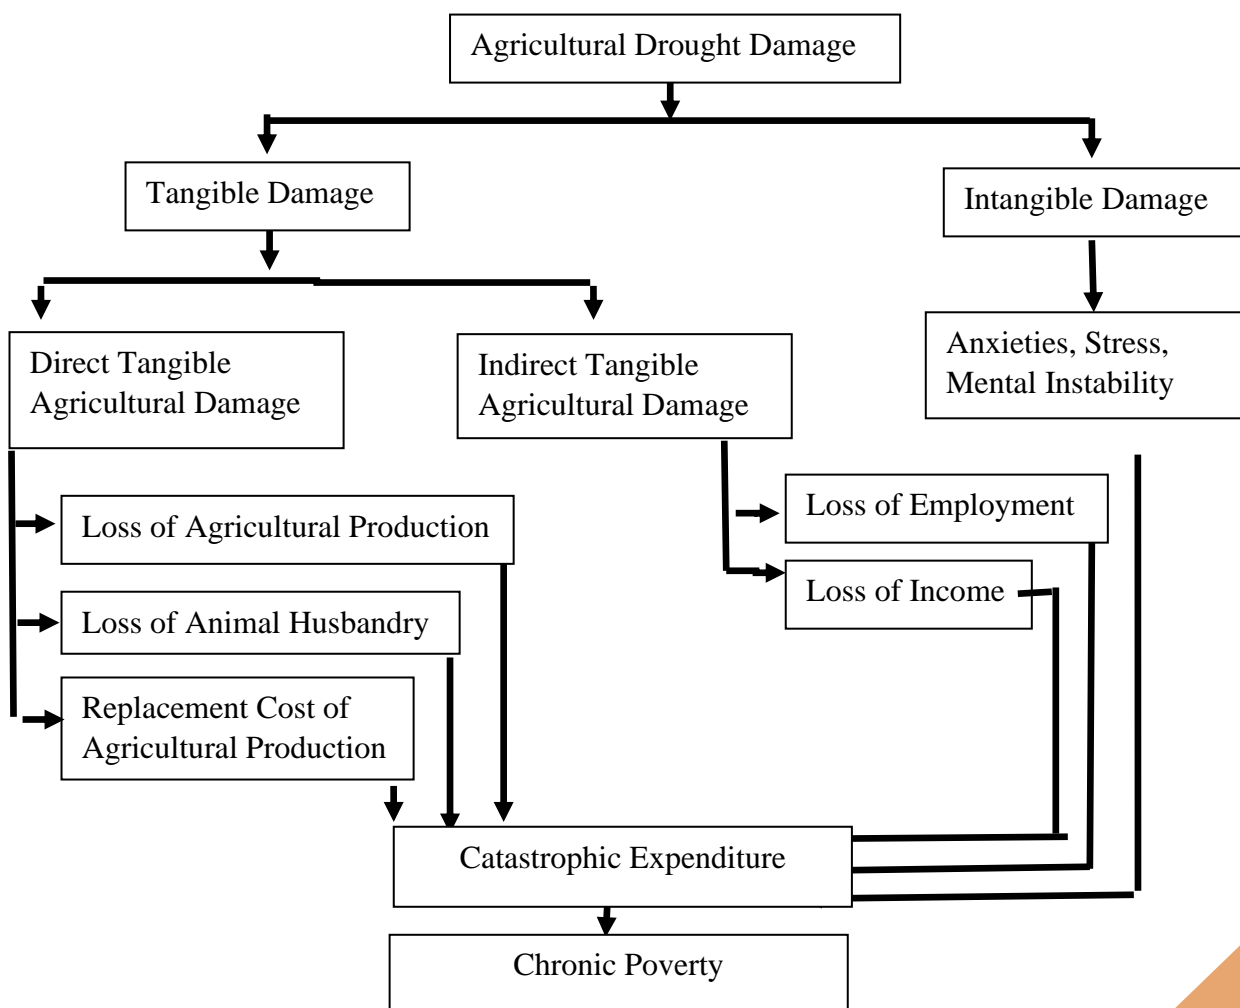 Agricultural Drought Damage
Tangible Damage
Intangible Damage
Direct Tangible
Agricultural Damage
Indirect Tangible
Agricultural Damage
Anxieties, Stress,
Mental Instability
Loss of Agricultural Production
Loss of Animal Husbandry
Replacement Cost of
Agricultural Production
Loss of Employment
Loss of Income
Catastrophic Expenditure
Chronic Poverty